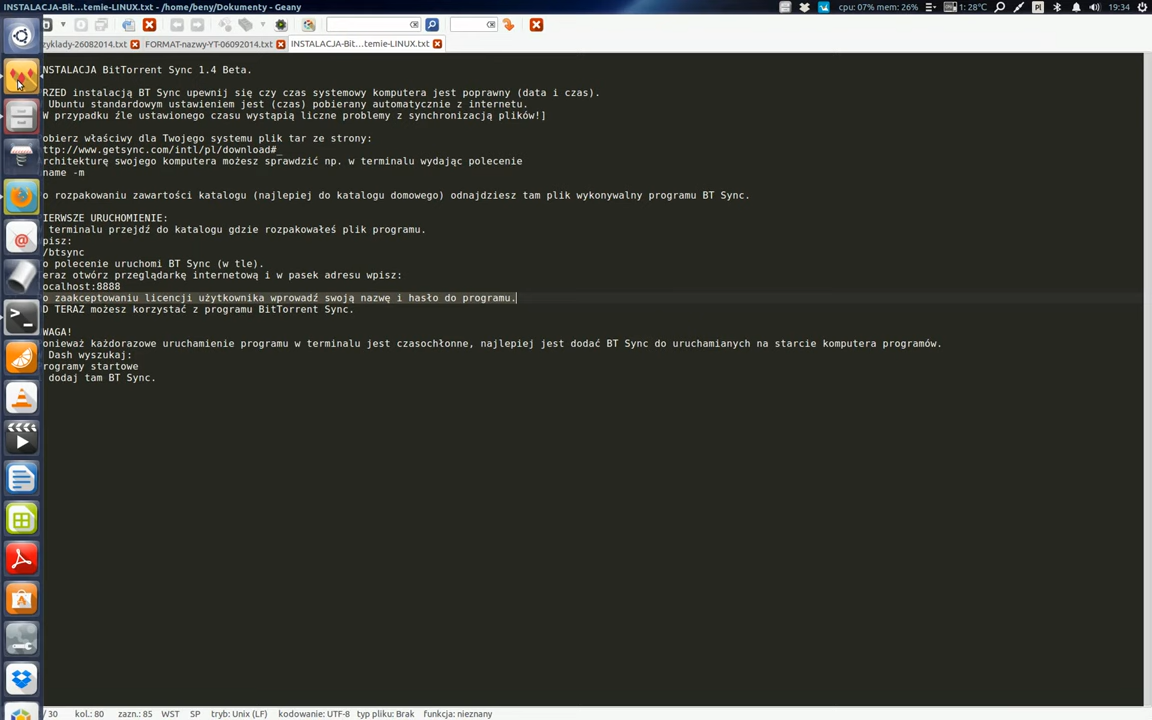 INSTALACJA-Bit...temie-LINUX.txt - /home/beny/Dokumenty - Geany
cpu: 07% mem: 26%
1: 28°C
Pl
19:34
zyklady-26082014.txt
FORMAT-nazwy-YT-06092014.txt
INSTALACJA-Bit...temie-LINUX.txt
NSTALACJA BitTorrent Sync 1.4 Beta.
RZED instalacją BT Sync upewnij się czy czas systemowy komputera jest poprawny (data i czas).
Ubuntu standardowym ustawieniem jest (czas) pobierany automatycznie z internetu.
W przypadku źle ustawionego czasu wystąpią liczne problemy z synchronizacją plików!]
obierz właściwy dla Twojego systemu plik tar ze strony:
ttp://www.getsync.com/intl/pl/download#_
rchitekturę swojego komputera możesz sprawdzić np. w terminalu wydając polecenie
name -m
o rozpakowaniu zawartości katalogu (najlepiej do katalogu domowego) odnajdziesz tam plik wykonywalny programu BT Sync.
IERWSZE URUCHOMIENIE:
terminalu przejdź do katalogu gdzie rozpakowałeś plik programu.
pisz:
/btsync
o polecenie uruchomi BT Sync (w tle).
eraz otwórz przeglądarkę internetową i w pasek adresu wpisz:
ocalhost:8888
o zaakceptowaniu licencji użytkownika wprowadź swoją nazwę i hasło do programu.
D TERAZ możesz korzystać z programu BitTorrent Sync.
WAGA!
onieważ każdorazowe uruchamienie programu w terminalu jest czasochłonne, najlepiej jest dodać BT Sync do uruchamianych na starcie komputera programów.
Dash wyszukaj:
rogramy startowe
dodaj tam BT Sync.
/ 30 kol.: 80 zazn.: 85 WST SP tryb: Unix (LF) kodowanie: UTF-8 typ pliku: Brak funkcja: nieznany